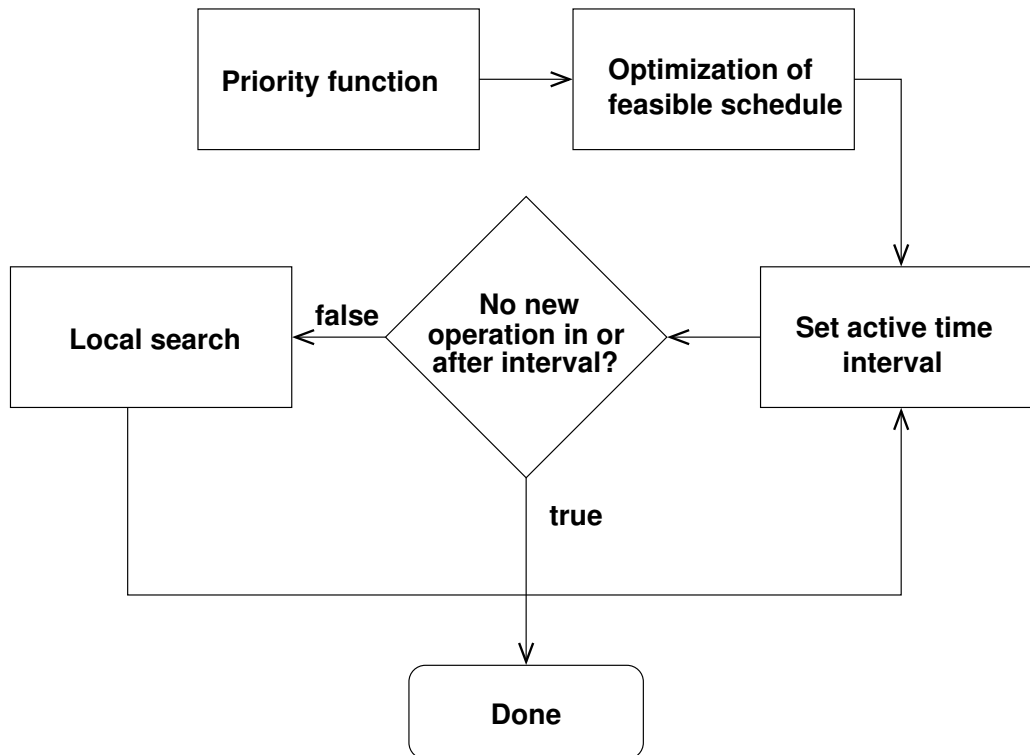 Priority function
Optimization of
feasible schedule
No new
operation in or
after interval?
false
Local search
Set active time
interval
true
Done